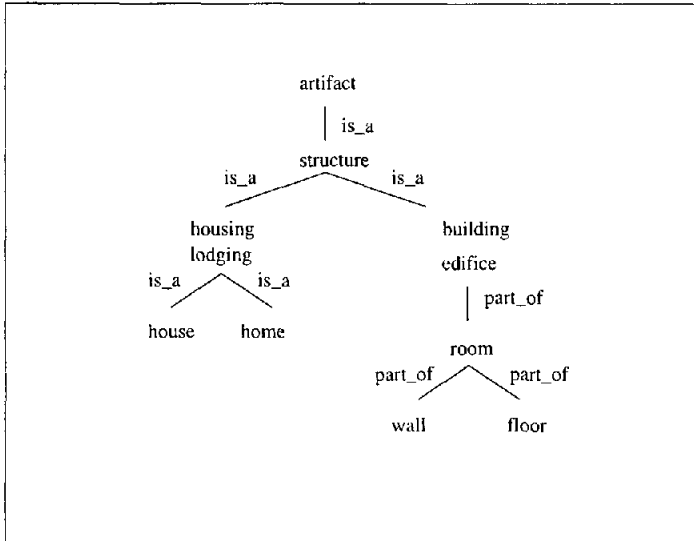 artifact
is_a
structure
is_a is_a
housing building
lodging edifice
is_a is_a
part_of
house home
room
part_of part_of
wall floor